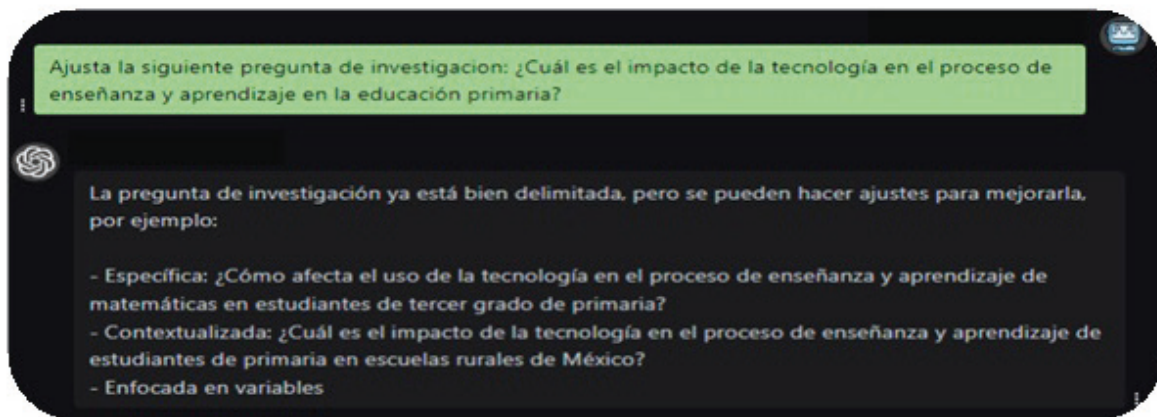 Ajusta la siguiente pregunta de investigacion: ¿Cuál es el impacto de la tecnología en el proceso de
enseñanza y aprendizaje en la educación primaria?
La pregunta de investigación ya está bien delimitada, pero se pueden hacer ajustes para mejorarla,
por ejemplo:
- Específica: ¿Cómo afecta el uso de la tecnología en el proceso de enseñanza y aprendizaje de
matemáticas en estudiantes de tercer grado de primaria?
- Contextualizada: ¿Cuál es el impacto de la tecnología en el proceso de enseñanza y aprendizaje de
estudiantes de primaria en escuelas rurales de México?
- Enfocada en variables